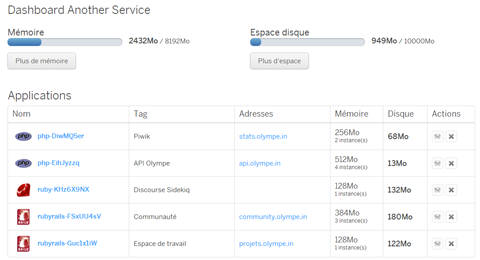 Dashboard Another Service
Mémoire
2432Mo / 8192Mo
Plus de mémoire
Espace disque
949Mo / 10000Mo
Plus d'espace
Applications
Nom Tag Adresses Mémoire Disque Actions
php php-DiwMQ5er Piwik stats.olympe.in 256Mo 68Mo
2 instance(s)
php php-EihJyzzq API Olympe api.olympe.in 512Mo 13Mo
4 instance(s)
ruby-KHz6X9NX Discourse Sidekiq 128Mo 132Mo
1 instance(s)
rubyrails-FSxUU4sV Communauté community.olympe.in 384Mo 180Mo
3 instance(s)
rubyrails-Guc1x1iW Espace de travail projets.olympe.in 128Mo 122Mo
1 instance(s)